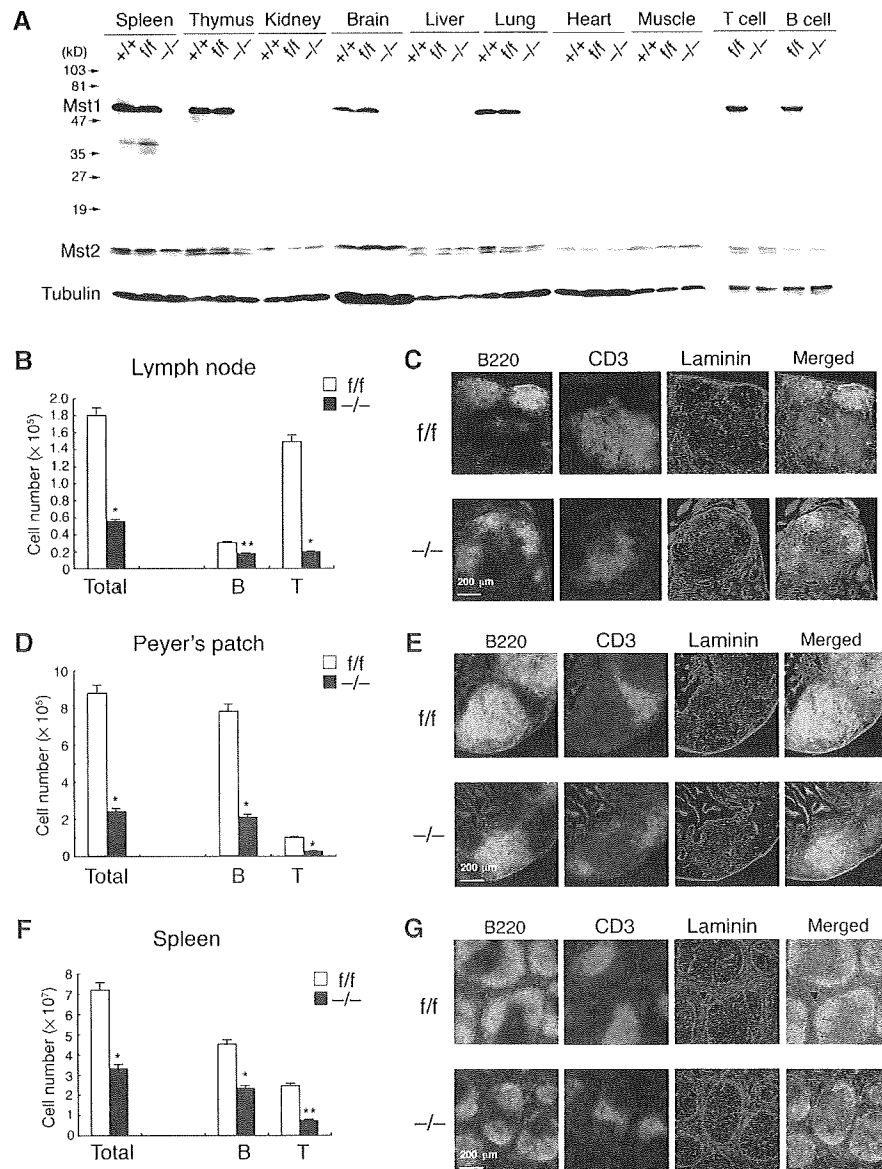 A
Spleen Thymus Kidney Brain Liver Lung Heart Muscle T cell B cell
(kD) +/+ f/f –/– +/+ f/f –/– +/+ f/f –/– +/+ f/f –/– +/+ f/f –/– +/+ f/f –/– +/+ f/f –/– +/+ f/f –/– f/f –/– f/f –/–
103
81
Mst1
47
35
27
19
Mst2
Tubulin
B
Lymph node
f/f
–/–
Cell number (× 10⁵)
2.0
1.8
1.6
1.4
1.2
1.0
0.8
0.6
0.4
0.2
* ** *
Total B T
C
B220 CD3 Laminin Merged
f/f
–/–
200 μm
D
Peyer's patch
f/f
–/–
Cell number (× 10⁵)
10
8
6
4
2
0
* * *
Total B T
E
B220 CD3 Laminin Merged
f/f
–/–
200 μm
F
Spleen
f/f
–/–
Cell number (× 10⁷)
8
7
6
5
4
3
2
1
0
* * **
Total B T
G
B220 CD3 Laminin Merged
f/f
–/–
200 μm